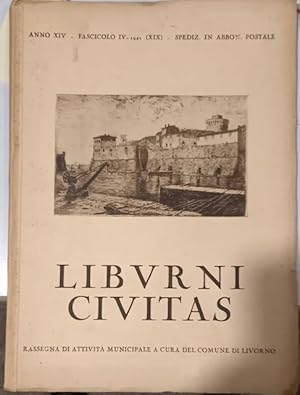 ANNO XIV - FASCICOLO IV - 1941 (XIX) - SPEDIZ. IN ABBON. POSTALE
LIBVRNI
CIVITAS
RASSEGNA DI ATTIVITÀ MUNICIPALE A CURA DEL COMUNE DI LIVORNO